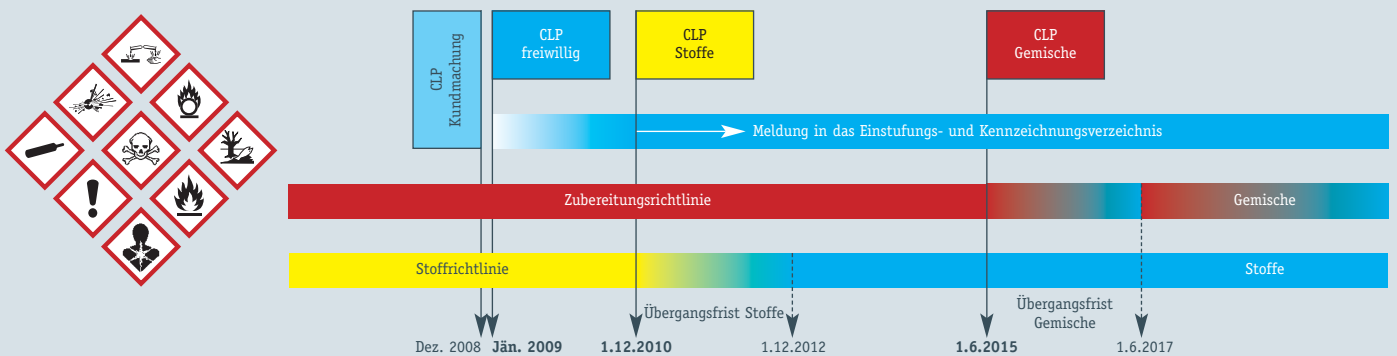 CLP
Kundmachung
CLP
freiwillig
CLP
Stoffe
CLP
Gemische
Meldung in das Einstufungs- und Kennzeichnungsverzeichnis
Zubereitungsrichtlinie
Gemische
Stoffrichtlinie
Stoffe
Übergangsfrist Stoffe
Übergangsfrist
Gemische
Dez. 2008
Jän. 2009
1.12.2010
1.12.2012
1.6.2015
1.6.2017